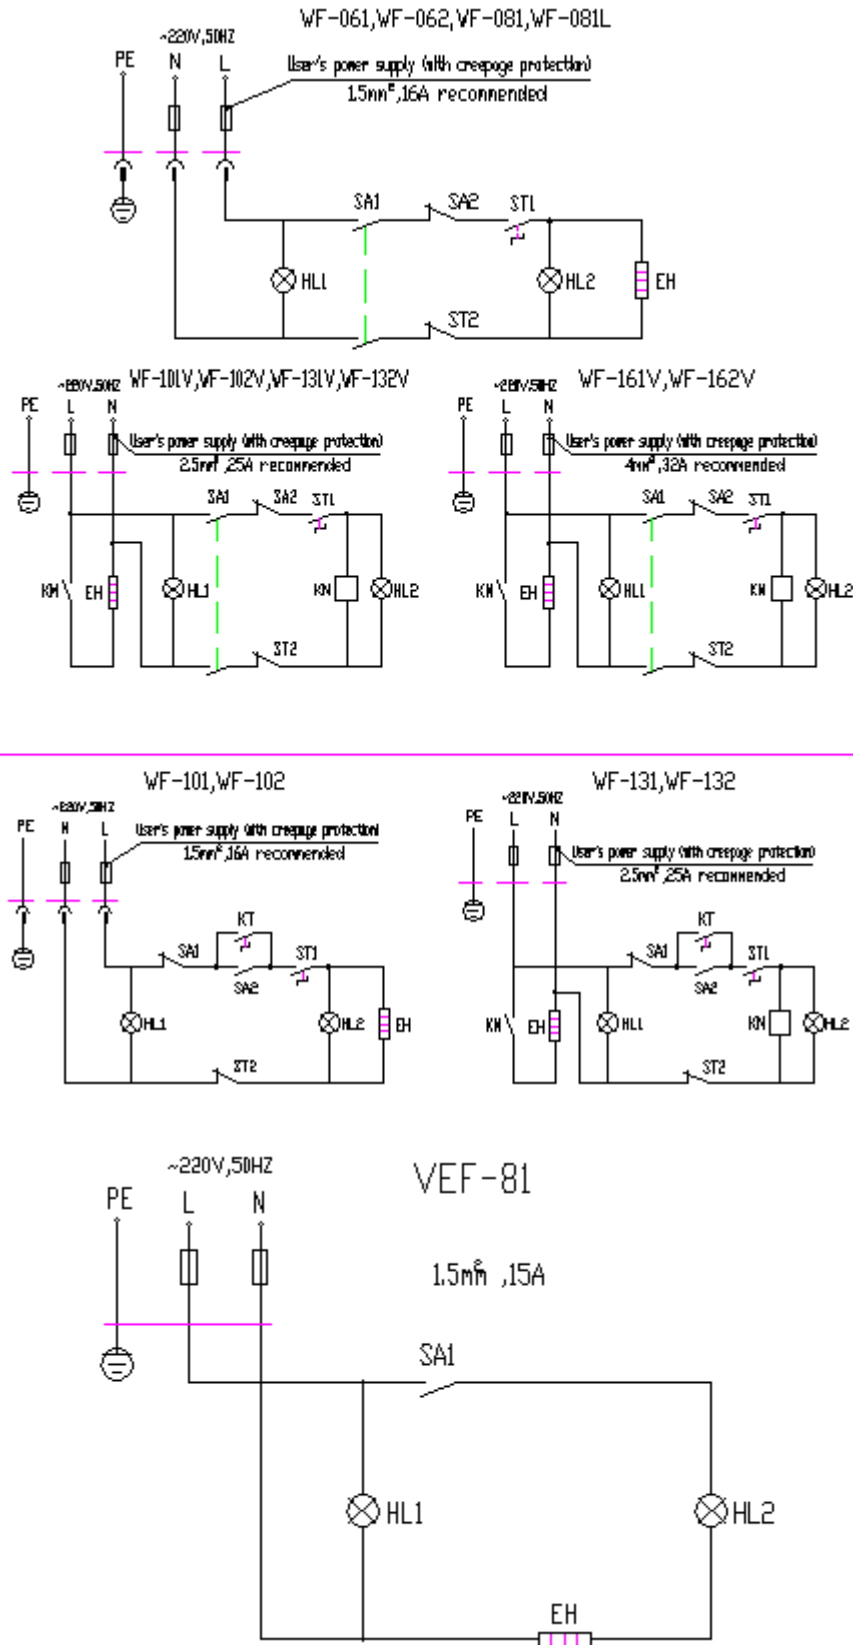 WF-061,WF-062,WF-081,WF-081L
~220V,50HZ
PE N L
User's power supply (with creepage protection)
1.5mm²,16A recommended
SA1 SA2 ST1
HL1 HL2 EH
ST2
WF-101V,WF-102V,WF-131V,WF-132V
~220V,50HZ
PE L N
User's power supply (with creepage protection)
2.5mm²,25A recommended
SA1 SA2 ST1
KM EH HL1 KM HL2
ST2
WF-161V,WF-162V
~220V,50HZ
PE L N
User's power supply (with creepage protection)
4mm²,32A recommended
SA1 SA2 ST1
KM EH HL1 KM HL2
ST2
WF-101,WF-102
~220V,50HZ
PE N L
User's power supply (with creepage protection)
1.5mm²,16A recommended
KT
SA1 ST1
SA2
HL1 HL2 EH
ST2
WF-131,WF-132
~220V,50HZ
PE L N
User's power supply (with creepage protection)
2.5mm²,25A recommended
KT
SA1 ST1
SA2
KM EH HL1 KM HL2
ST2
VEF-81
~220V,50HZ
PE L N
1.5mm²,15A
SA1
HL1 HL2
EH